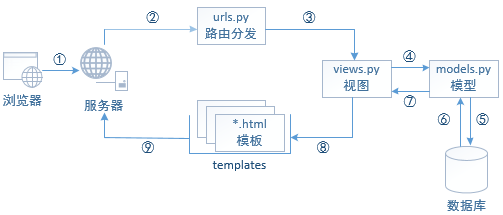 ②
urls.py
路由分发
③
①
浏览器
服务器
views.py
视图
④
models.py
模型
⑦
*.html
模板
⑨
templates
⑧
⑥
⑤
数据库